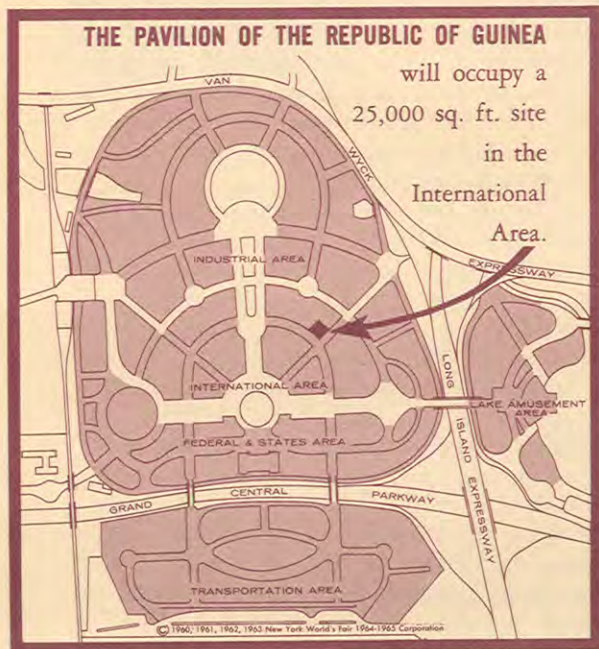 THE PAVILION OF THE REPUBLIC OF GUINEA
will occupy a
25,000 sq. ft. site
in the
International
Area.
VAN
WYCK
EXPRESSWAY
INDUSTRIAL AREA
INTERNATIONAL AREA
LONG
ISLAND
EXPRESSWAY
LAKE AMUSEMENT
AREA
FEDERAL & STATES AREA
GRAND
CENTRAL
PARKWAY
TRANSPORTATION AREA
© 1960, 1961, 1962, 1963 New York World's Fair 1964-1965 Corporation